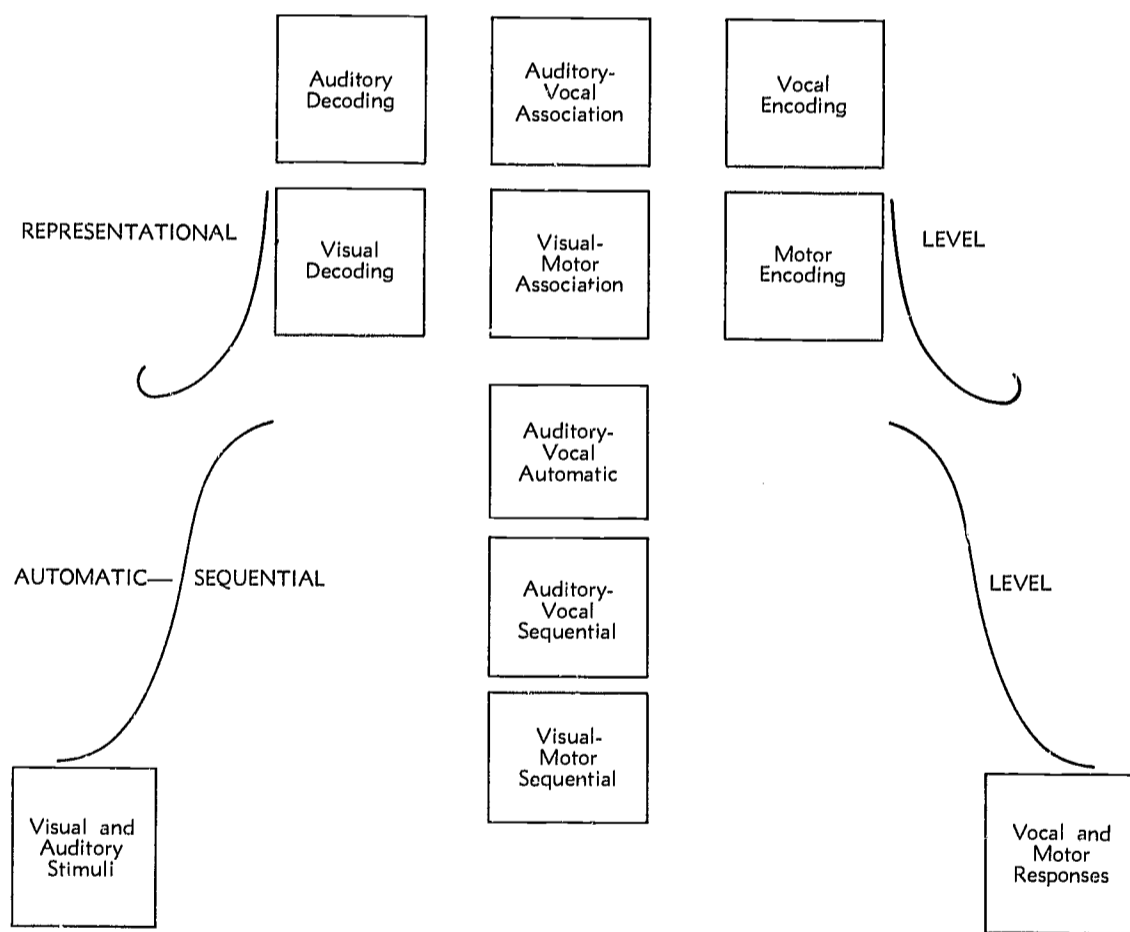 Auditory
Decoding
Auditory-
Vocal
Association
Vocal
Encoding
REPRESENTATIONAL
Visual
Decoding
Visual-
Motor
Association
Motor
Encoding
LEVEL
Auditory-
Vocal
Automatic
AUTOMATIC— SEQUENTIAL
Auditory-
Vocal
Sequential
LEVEL
Visual-
Motor
Sequential
Visual and
Auditory
Stimuli
Vocal and
Motor
Responses